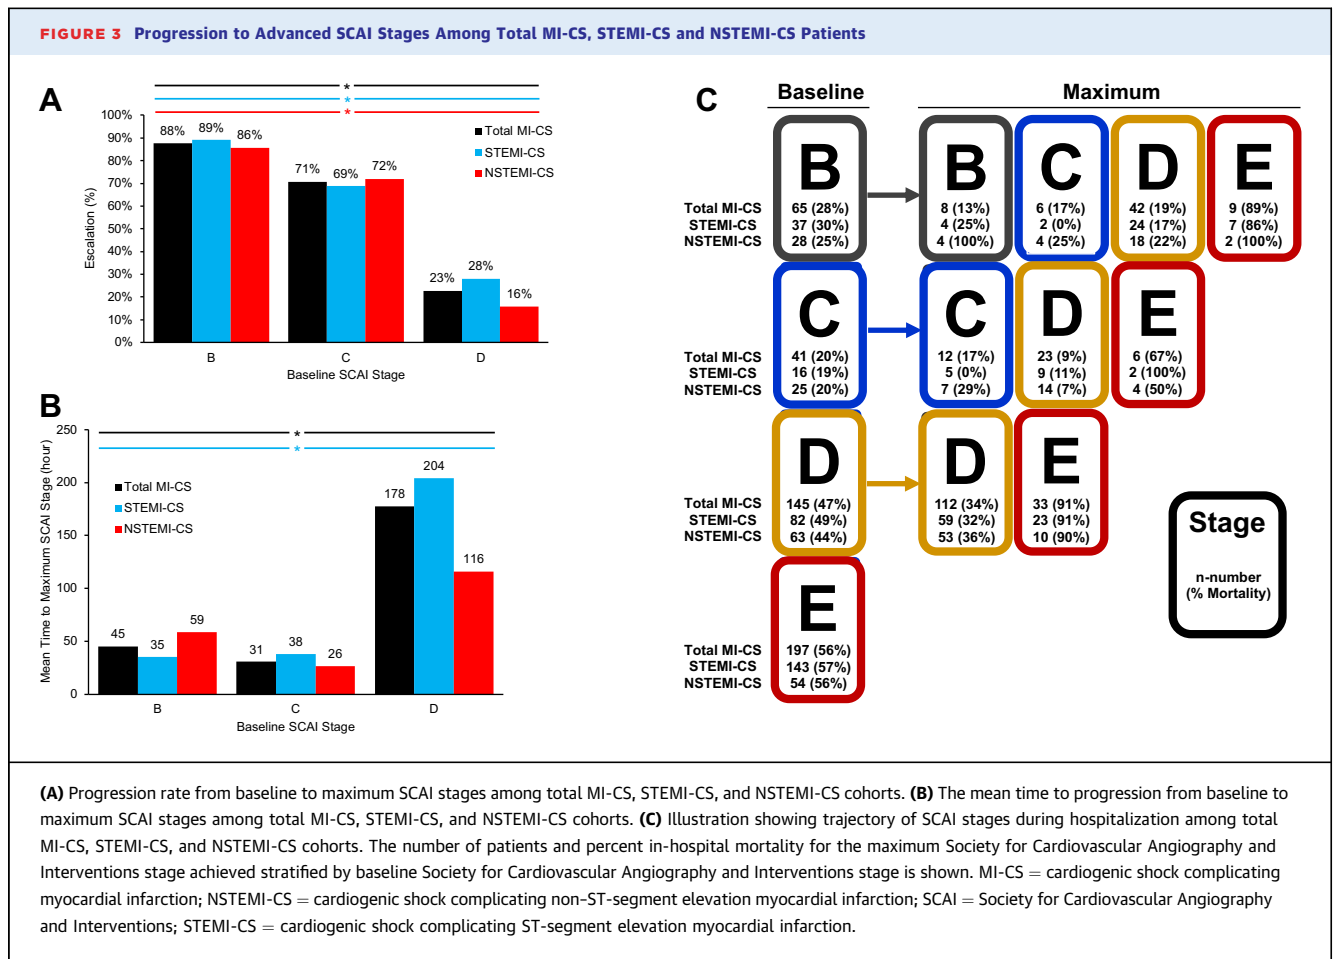 FIGURE 3 Progression to Advanced SCAI Stages Among Total MI-CS, STEMI-CS and NSTEMI-CS Patients
A
*
*
*
Escalation (%)
100%
90%
80%
70%
60%
50%
40%
30%
20%
10%
0%
88% 89% 86%
71% 69% 72%
23% 28% 16%
Total MI-CS
STEMI-CS
NSTEMI-CS
B C D
Baseline SCAI Stage
B
*
*
Mean Time to Maximum SCAI Stage (hour)
250
200
150
100
50
0
Total MI-CS
STEMI-CS
NSTEMI-CS
45 35 59
31 38 26
178 204 116
B C D
Baseline SCAI Stage
C
Baseline Maximum
B B C D E
Total MI-CS 65 (28%) 8 (13%) 6 (17%) 42 (19%) 9 (89%)
STEMI-CS 37 (30%) 4 (25%) 2 (0%) 24 (17%) 7 (86%)
NSTEMI-CS 28 (25%) 4 (100%) 4 (25%) 18 (22%) 2 (100%)
C C D E
Total MI-CS 41 (20%) 12 (17%) 23 (9%) 6 (67%)
STEMI-CS 16 (19%) 5 (0%) 9 (11%) 2 (100%)
NSTEMI-CS 25 (20%) 7 (29%) 14 (7%) 4 (50%)
D D E
Total MI-CS 145 (47%) 112 (34%) 33 (91%)
STEMI-CS 82 (49%) 59 (32%) 23 (91%)
NSTEMI-CS 63 (44%) 53 (36%) 10 (90%)
E
Total MI-CS 197 (56%)
STEMI-CS 143 (57%)
NSTEMI-CS 54 (56%)
Stage
n-number
(% Mortality)
(A) Progression rate from baseline to maximum SCAI stages among total MI-CS, STEMI-CS, and NSTEMI-CS cohorts. (B) The mean time to progression from baseline to
maximum SCAI stages among total MI-CS, STEMI-CS, and NSTEMI-CS cohorts. (C) Illustration showing trajectory of SCAI stages during hospitalization among total
MI-CS, STEMI-CS, and NSTEMI-CS cohorts. The number of patients and percent in-hospital mortality for the maximum Society for Cardiovascular Angiography and
Interventions stage achieved stratified by baseline Society for Cardiovascular Angiography and Interventions stage is shown. MI-CS = cardiogenic shock complicating
myocardial infarction; NSTEMI-CS = cardiogenic shock complicating non–ST-segment elevation myocardial infarction; SCAI = Society for Cardiovascular Angiography
and Interventions; STEMI-CS = cardiogenic shock complicating ST-segment elevation myocardial infarction.